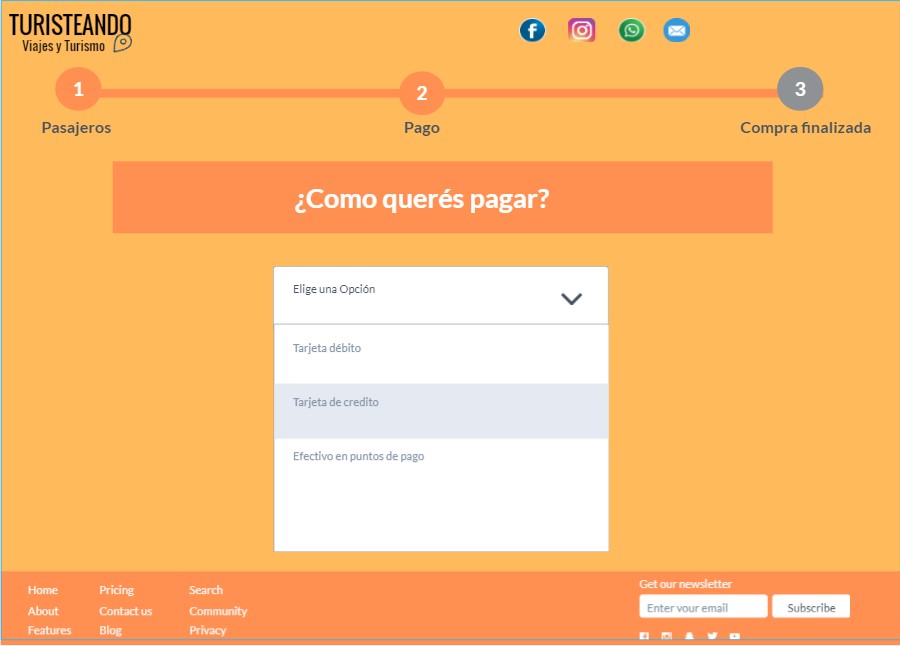 TURISTEANDO
Viajes y Turismo
1
2
3
Pasajeros
Pago
Compra finalizada
¿Como querés pagar?
Elige una Opción
Tarjeta débito
Tarjeta de credito
Efectivo en puntos de pago
Home Pricing Search
About Contact us Community
Features Blog Privacy
Get our newsletter
Enter your email Subscribe